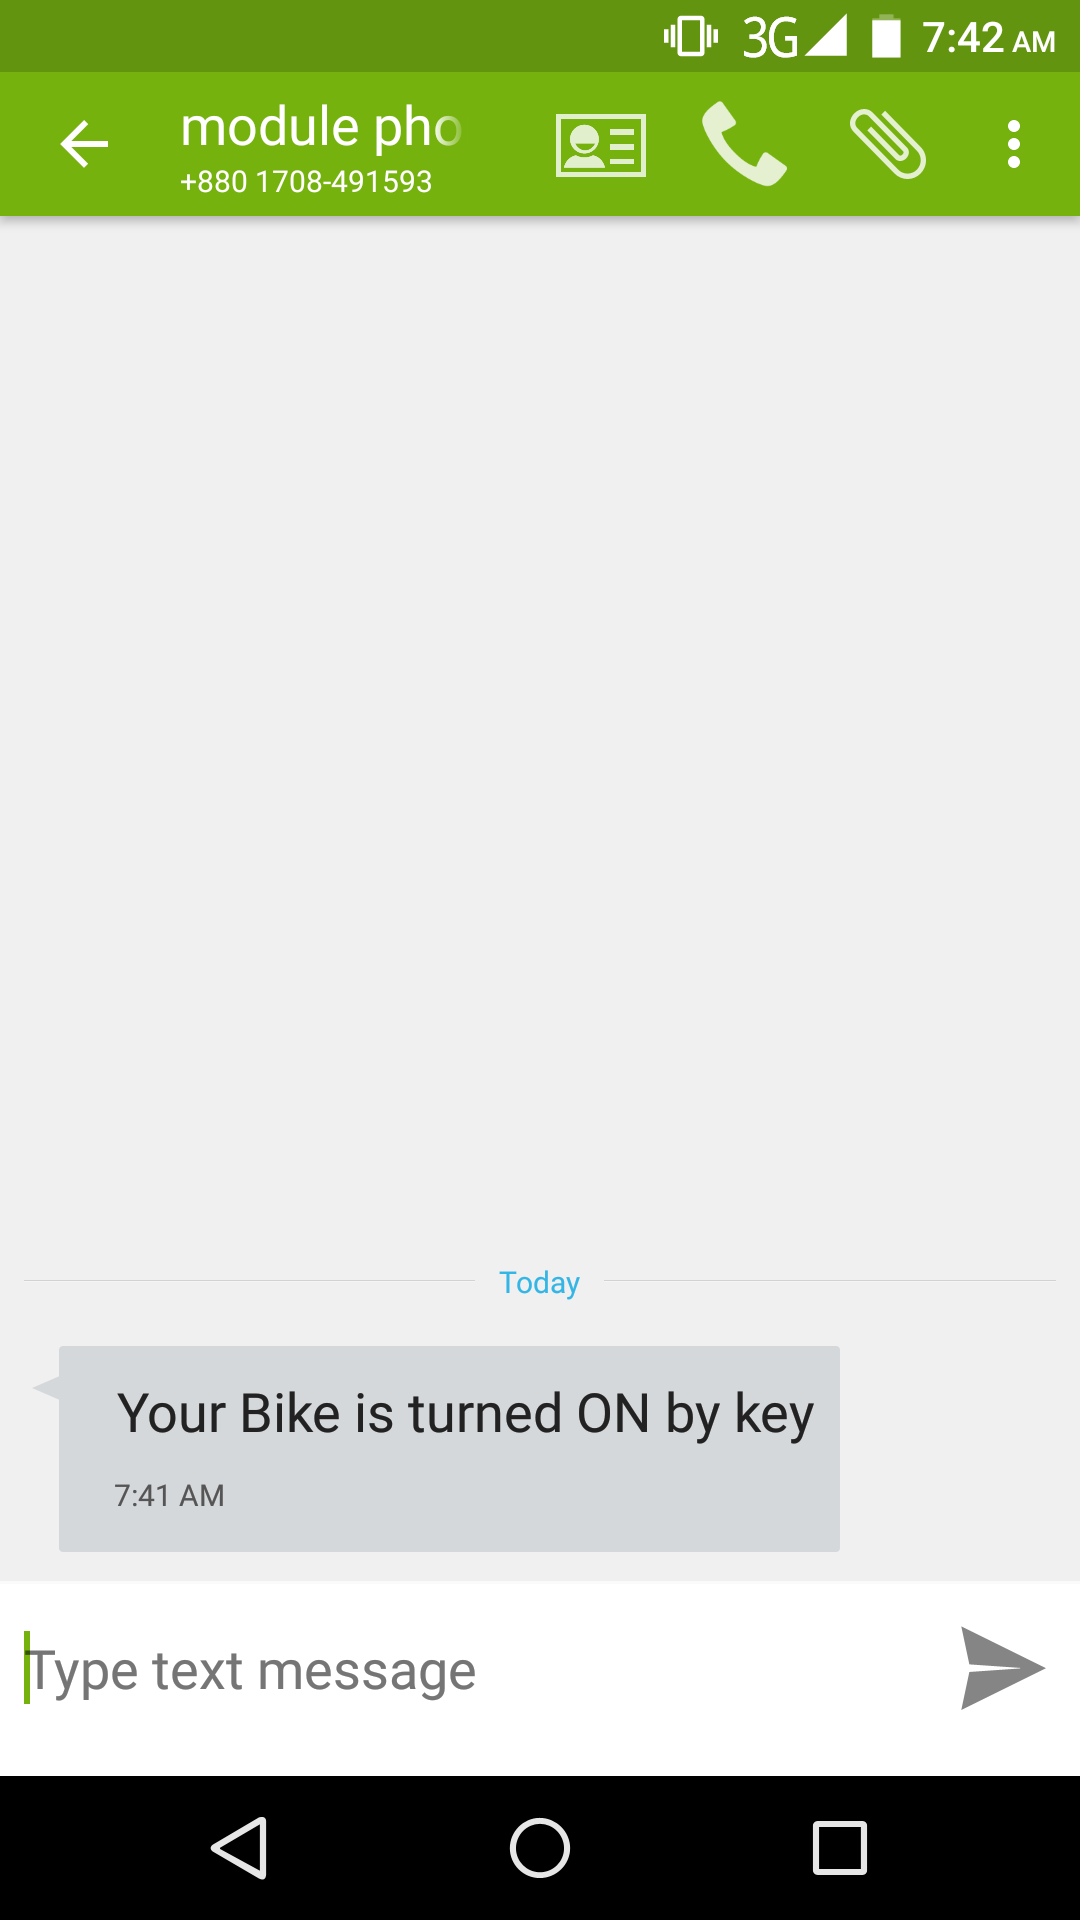 3G 7:42 AM
module pho
+880 1708-491593
Today
Your Bike is turned ON by key
7:41 AM
Type text message